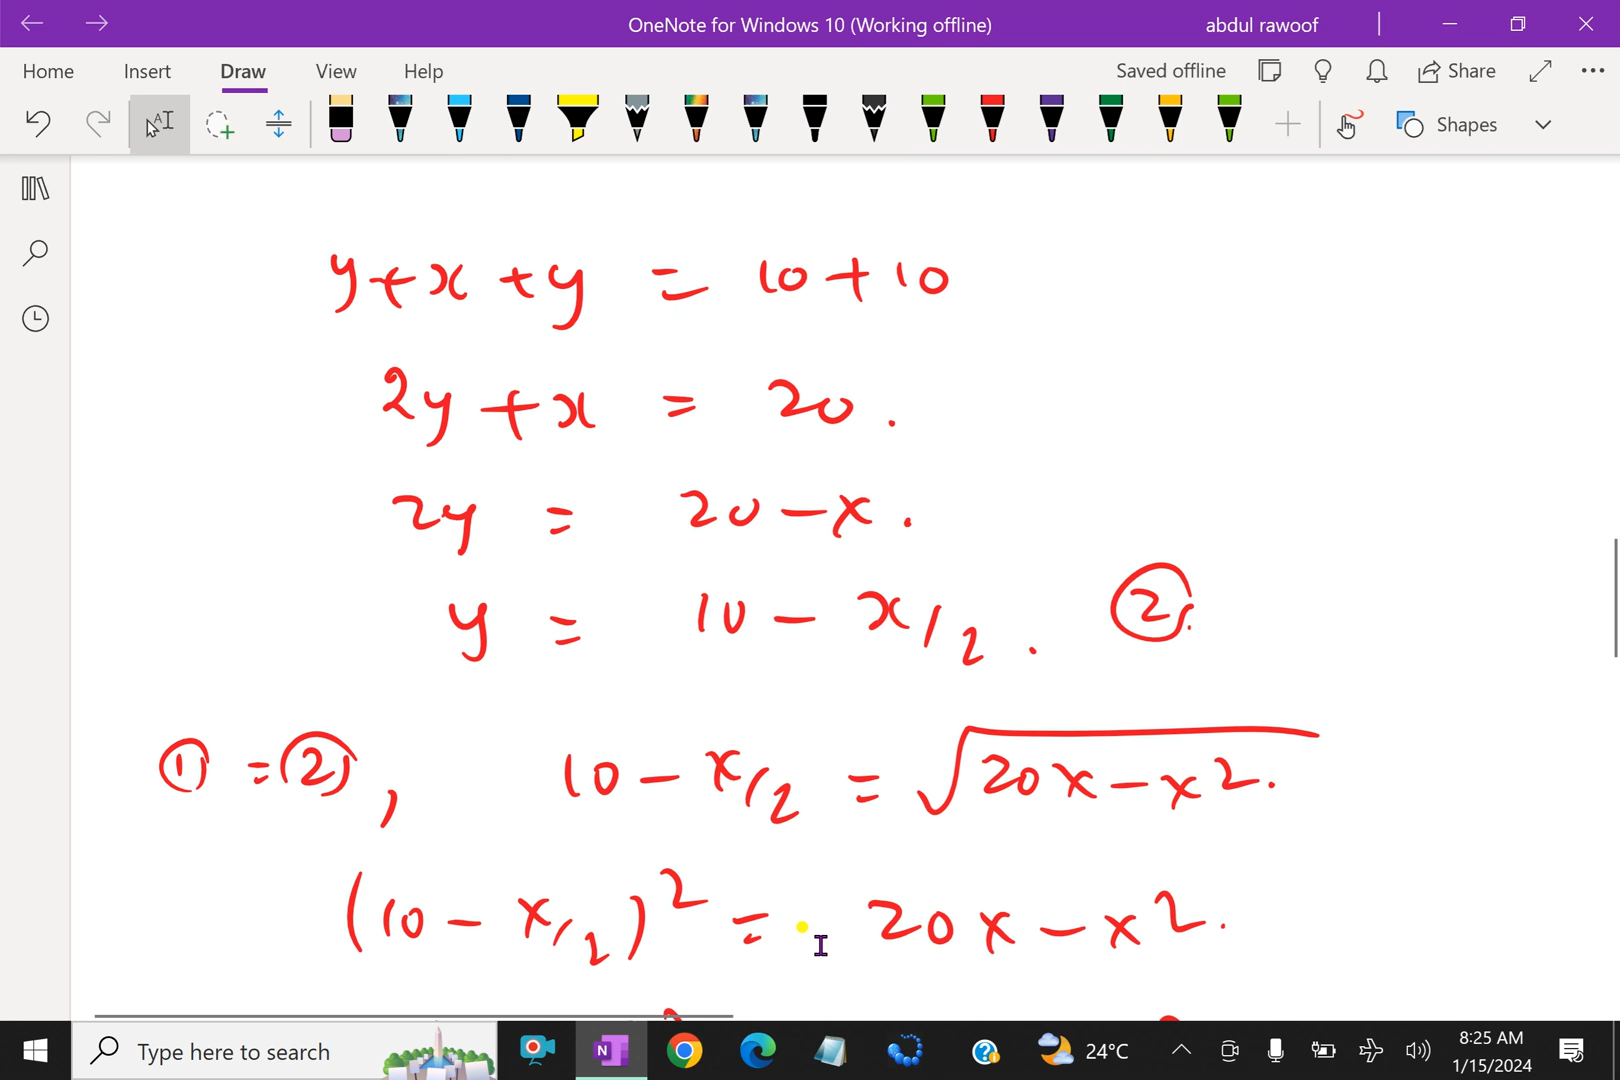 OneNote for Windows 10 (Working offline) abdul rawoof
Home Insert Draw View Help Saved offline Share
Shapes
y+x+y = 10+10
2y+x = 20.
2y = 20-x.
y = 10 - x/2. ②.
① = ②, 10 - x/2 = √20x-x2.
(10 - x/2)2 = 20x-x2.
Type here to search 24°C 8:25 AM
1/15/2024